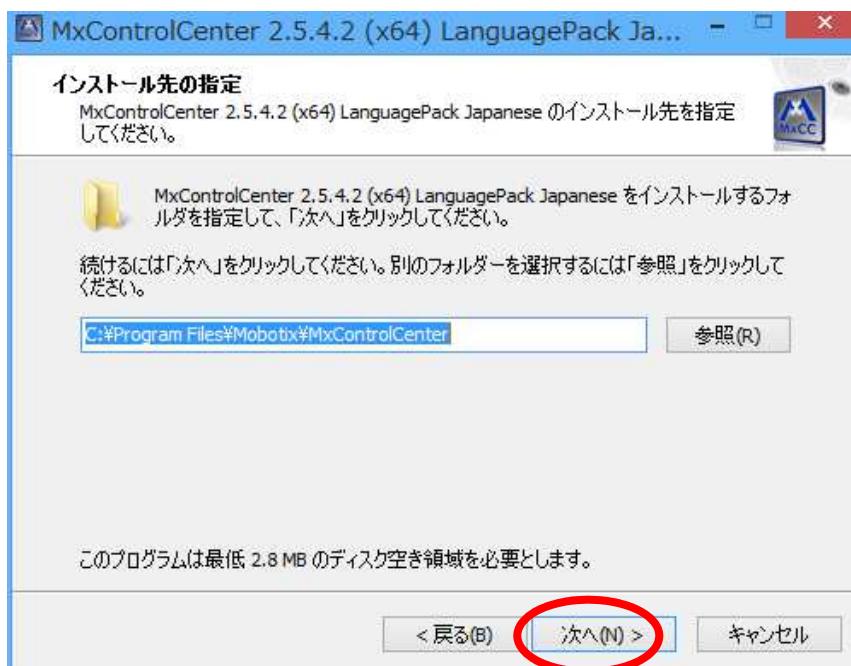 MxControlCenter 2.5.4.2 (x64) LanguagePack Ja...
インストール先の指定
MxControlCenter 2.5.4.2 (x64) LanguagePack Japanese のインストール先を指定
してください。
MxCC
MxControlCenter 2.5.4.2 (x64) LanguagePack Japanese をインストールするフォ
ルダを指定して、「次へ」をクリックしてください。
続けるには「次へ」をクリックしてください。別のフォルダーを選択するには「参照」をクリックして
ください。
C:¥Program Files¥Mobotix¥MxControlCenter
参照(R)
このプログラムは最低 2.8 MB のディスク空き領域を必要とします。
< 戻る(B)
次へ(N) >
キャンセル